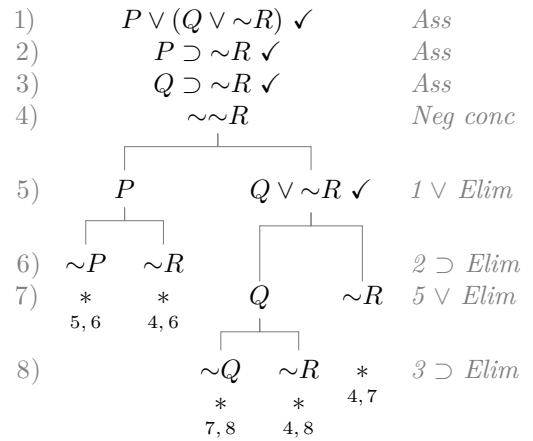 1) P ∨ (Q ∨ ∼R) ✓ Ass
2) P ⊃ ∼R ✓ Ass
3) Q ⊃ ∼R ✓ Ass
4) ∼∼R Neg conc
5) P Q ∨ ∼R ✓ 1 ∨ Elim
6) ∼P ∼R 2 ⊃ Elim
7) * * Q ∼R 5 ∨ Elim
5, 6 4, 6
8) ∼Q ∼R * 3 ⊃ Elim
4, 7
* *
7, 8 4, 8